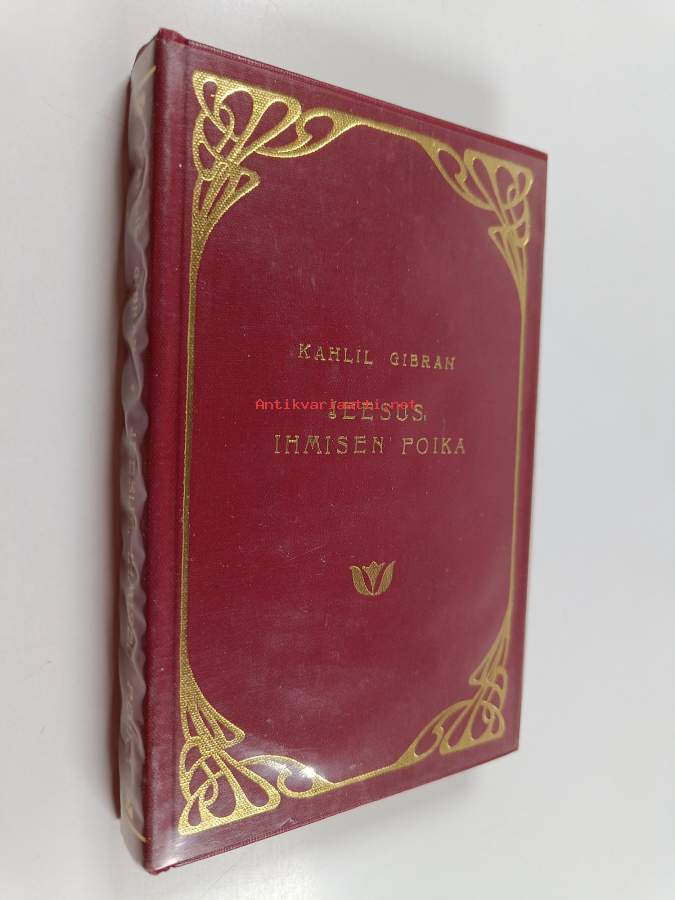 KAHLIL GIBRAN
Antikvariaatti.net
JEESUS,
IHMISEN POIKA